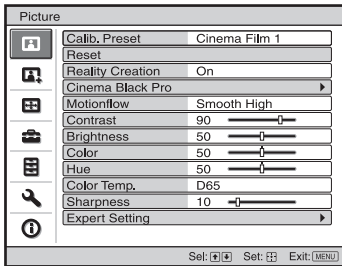 Picture
Calib. Preset Cinema Film 1
Reset
Reality Creation On
Cinema Black Pro
Motionflow Smooth High
Contrast 90
Brightness 50
Color 50
Hue 50
Color Temp. D65
Sharpness 10
Expert Setting
Sel: Set: Exit: MENU